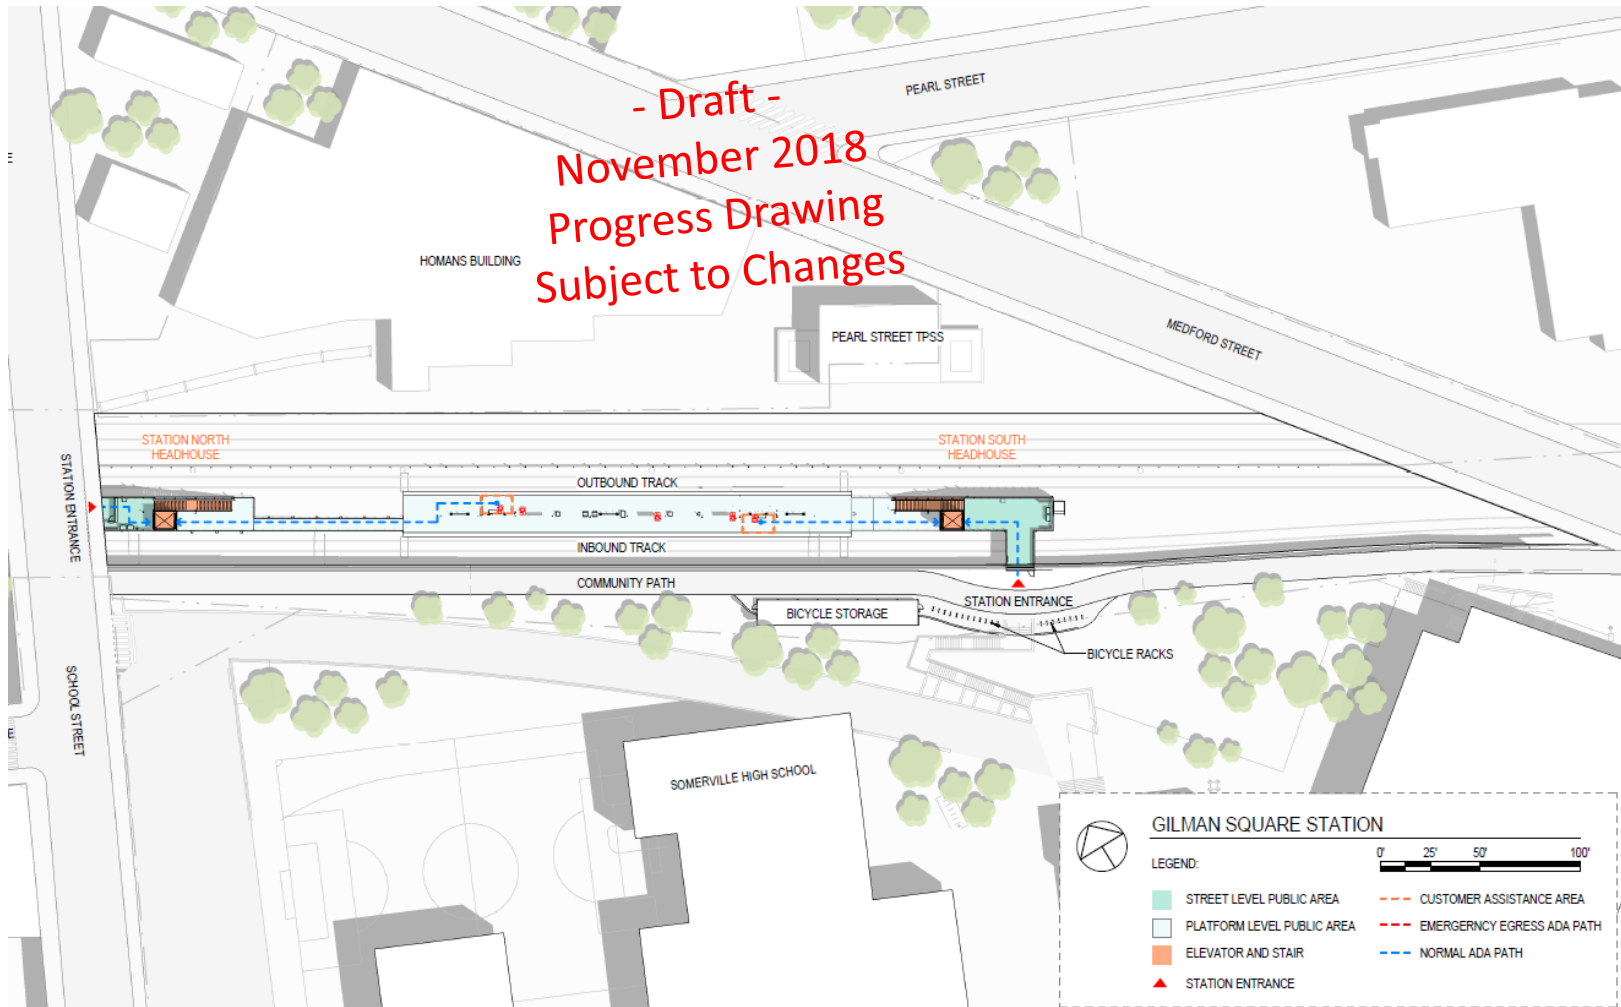 PEARL STREET
- Draft -
November 2018
Progress Drawing
Subject to Changes
HOMANS BUILDING
PEARL STREET TPSS
MEDFORD STREET
STATION NORTH
HEADHOUSE
STATION SOUTH
HEADHOUSE
STATION ENTRANCE
OUTBOUND TRACK
INBOUND TRACK
COMMUNITY PATH
STATION ENTRANCE
BICYCLE STORAGE
BICYCLE RACKS
SCHOOL STREET
SOMERVILLE HIGH SCHOOL
GILMAN SQUARE STATION
LEGEND:
0' 25' 50' 100'
STREET LEVEL PUBLIC AREA
PLATFORM LEVEL PUBLIC AREA
ELEVATOR AND STAIR
STATION ENTRANCE
CUSTOMER ASSISTANCE AREA
EMERGERNCY EGRESS ADA PATH
NORMAL ADA PATH